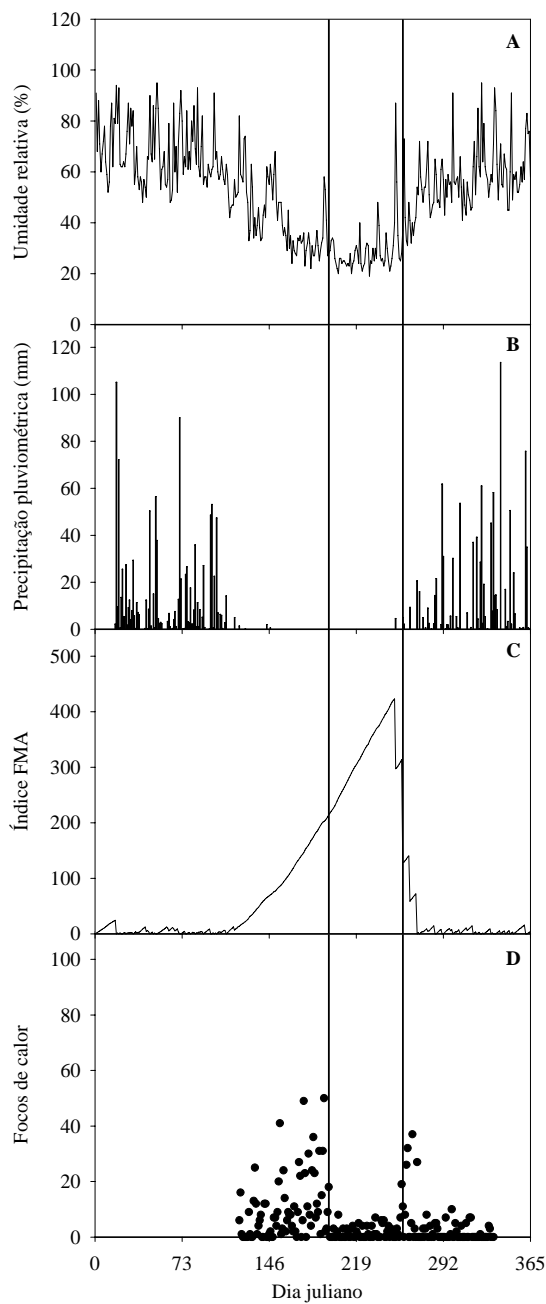 A
Umidade relativa (%)
120
100
80
60
40
20
0
B
Precipitação pluviométrica (mm)
120
100
80
60
40
20
0
C
Índice FMA
500
400
300
200
100
0
D
Focos de calor
100
80
60
40
20
0
0 73 146 219 292 365
Dia juliano